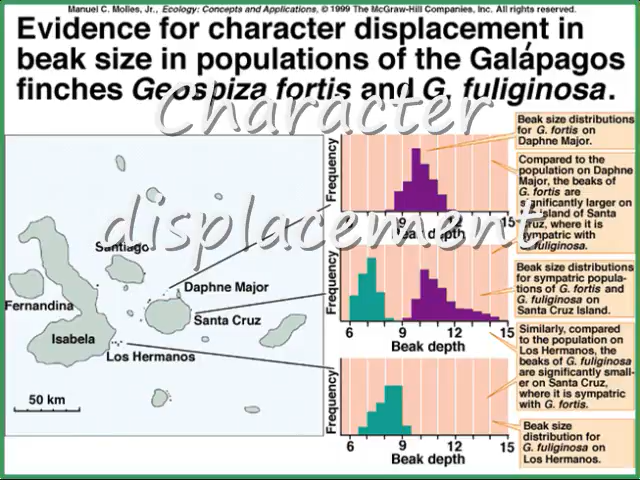 Manuel C. Molles, Jr., Ecology: Concepts and Applications, © 1999 The McGraw-Hill Companies, Inc. All rights reserved.
Evidence for character displacement in
beak size in populations of the Galápagos
finches Geospiza fortis and G. fuliginosa.
Character
displacement
Santiago
Fernandina
Isabela
Daphne Major
Santa Cruz
Los Hermanos
50 km
Frequency
9 12 15
Beak depth
Frequency
6 9 12 15
Beak depth
Frequency
6 9 12 15
Beak depth
Beak size distributions
for G. fortis on
Daphne Major.
Compared to the
population on Daphne
Major, the beaks of
G. fortis are
significantly larger on
island of Santa
Cruz, where it is
sympatric with
fuliginosa.
Beak size distributions
for sympatric popula-
tions of G. fortis and
G. fuliginosa on
Santa Cruz Island.
Similarly, compared
to the population on
Los Hermanos, the
beaks of G. fuliginosa
are significantly small-
er on Santa Cruz,
where it is sympatric
with G. fortis.
Beak size
distribution for
G. fuliginosa on
Los Hermanos.